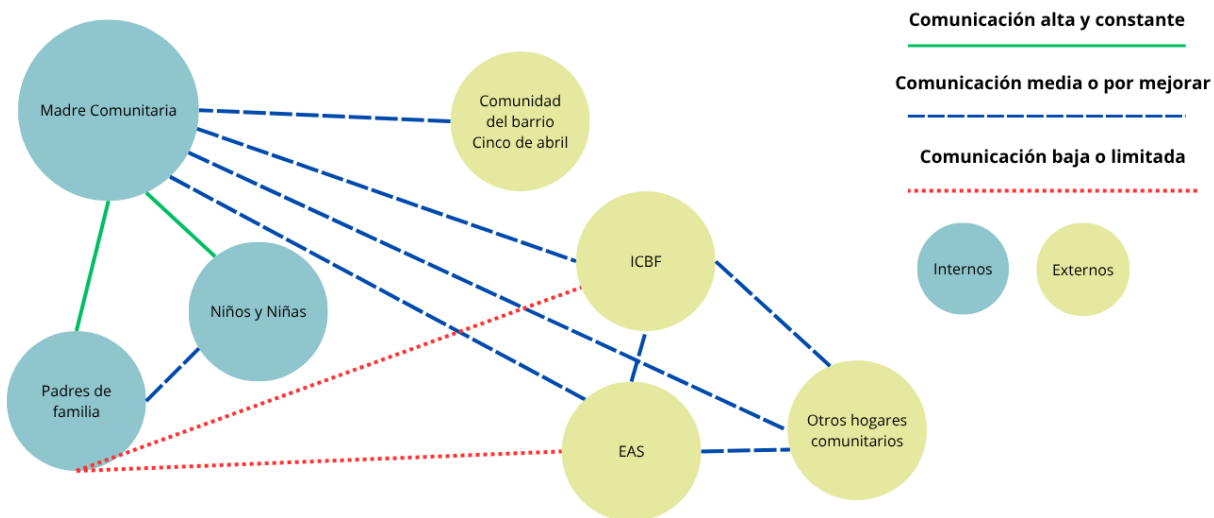 Comunicación alta y constante
Comunicación media o por mejorar
Comunicación baja o limitada
Internos
Externos
Madre Comunitaria
Comunidad
del barrio
Cinco de abril
ICBF
Niños y Niñas
Padres de
familia
EAS
Otros hogares
comunitarios